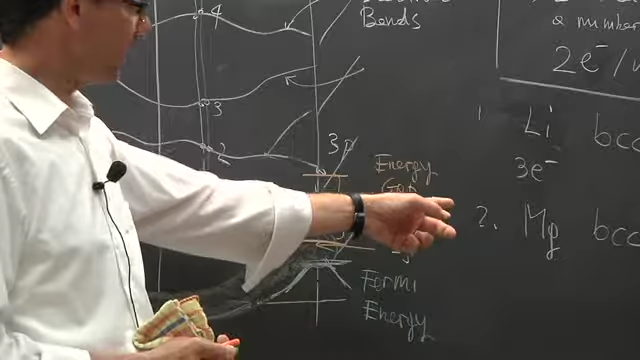 4
Bands
& number
2e⁻/
3
1 Li bcc
3e⁻
2
3p
Energy
Gap
2. Mg bcc
Fermi
Energy